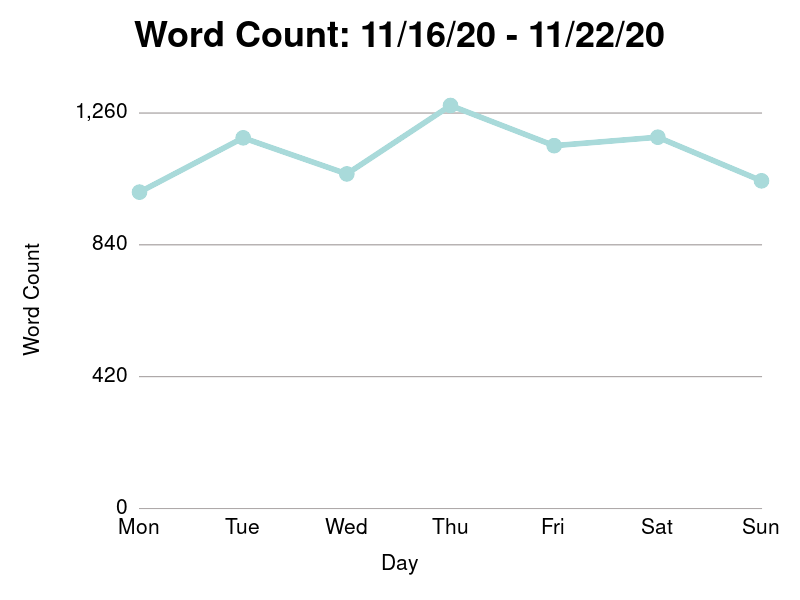 Word Count: 11/16/20 - 11/22/20
1,260
840
420
0
Word Count
Mon Tue Wed Thu Fri Sat Sun
Day